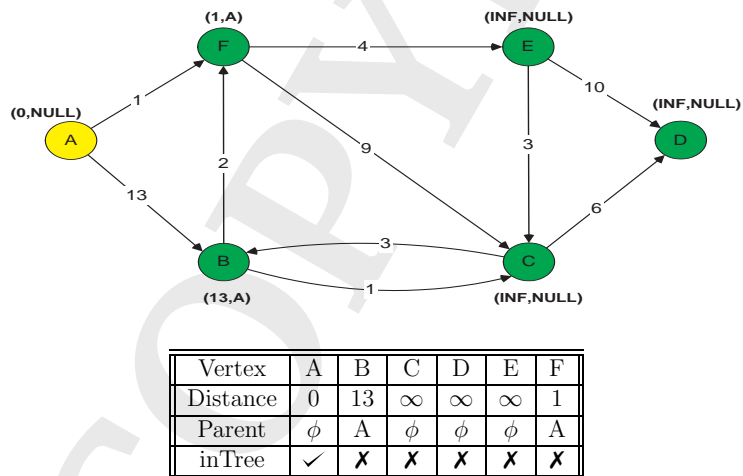 (1,A)
(INF,NULL)
F
4
E
(0,NULL)
1
10
(INF,NULL)
A
2
9
3
D
13
6
3
B
C
1
(13,A)
(INF,NULL)
COPY
Vertex A B C D E F
Distance 0 13 ∞ ∞ ∞ 1
Parent ϕ A ϕ ϕ ϕ A
inTree ✓ ✗ ✗ ✗ ✗ ✗